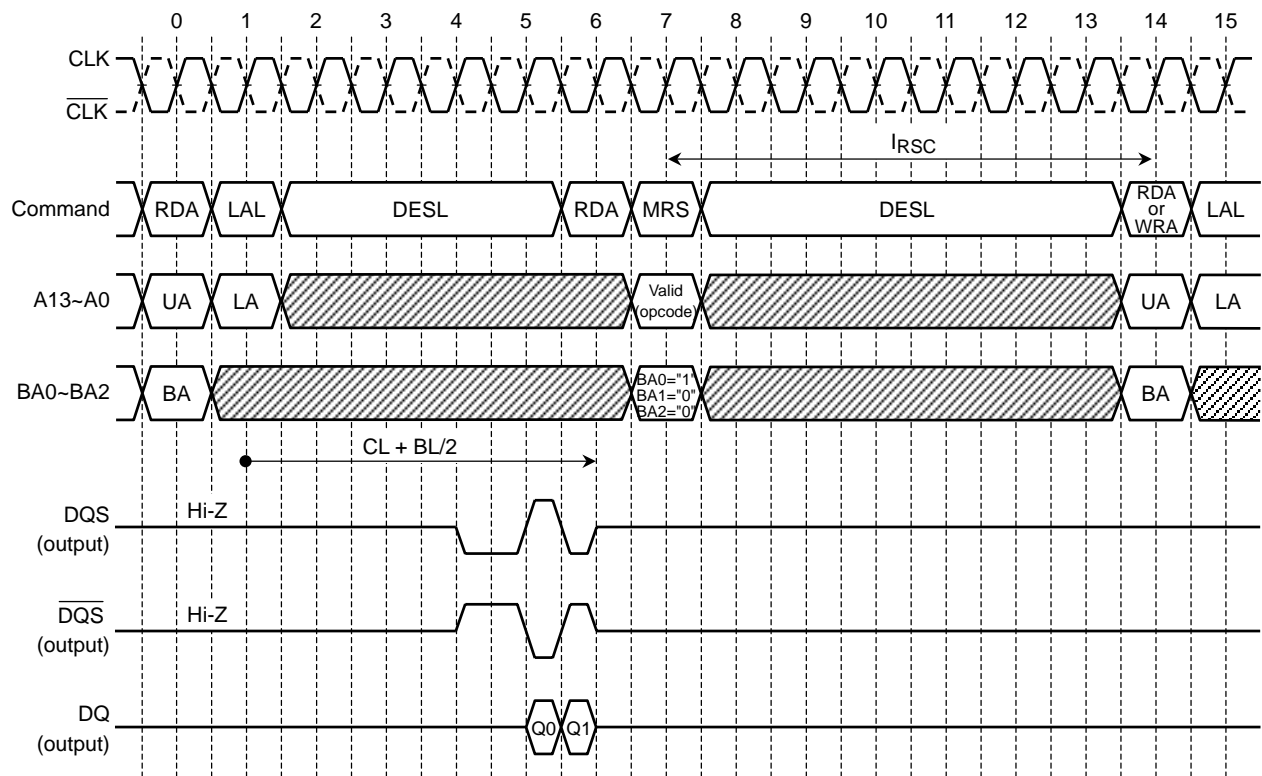 0 1 2 3 4 5 6 7 8 9 10 11 12 13 14 15
CLK
CLK
IRSC
Command RDA LAL DESL RDA MRS DESL RDA or WRA LAL
A13~A0 UA LA Valid (opcode) UA LA
BA0~BA2 BA BA0="1" BA1="0" BA2="0" BA
CL + BL/2
DQS (output) Hi-Z
DQS (output) Hi-Z
DQ (output) Q0 Q1